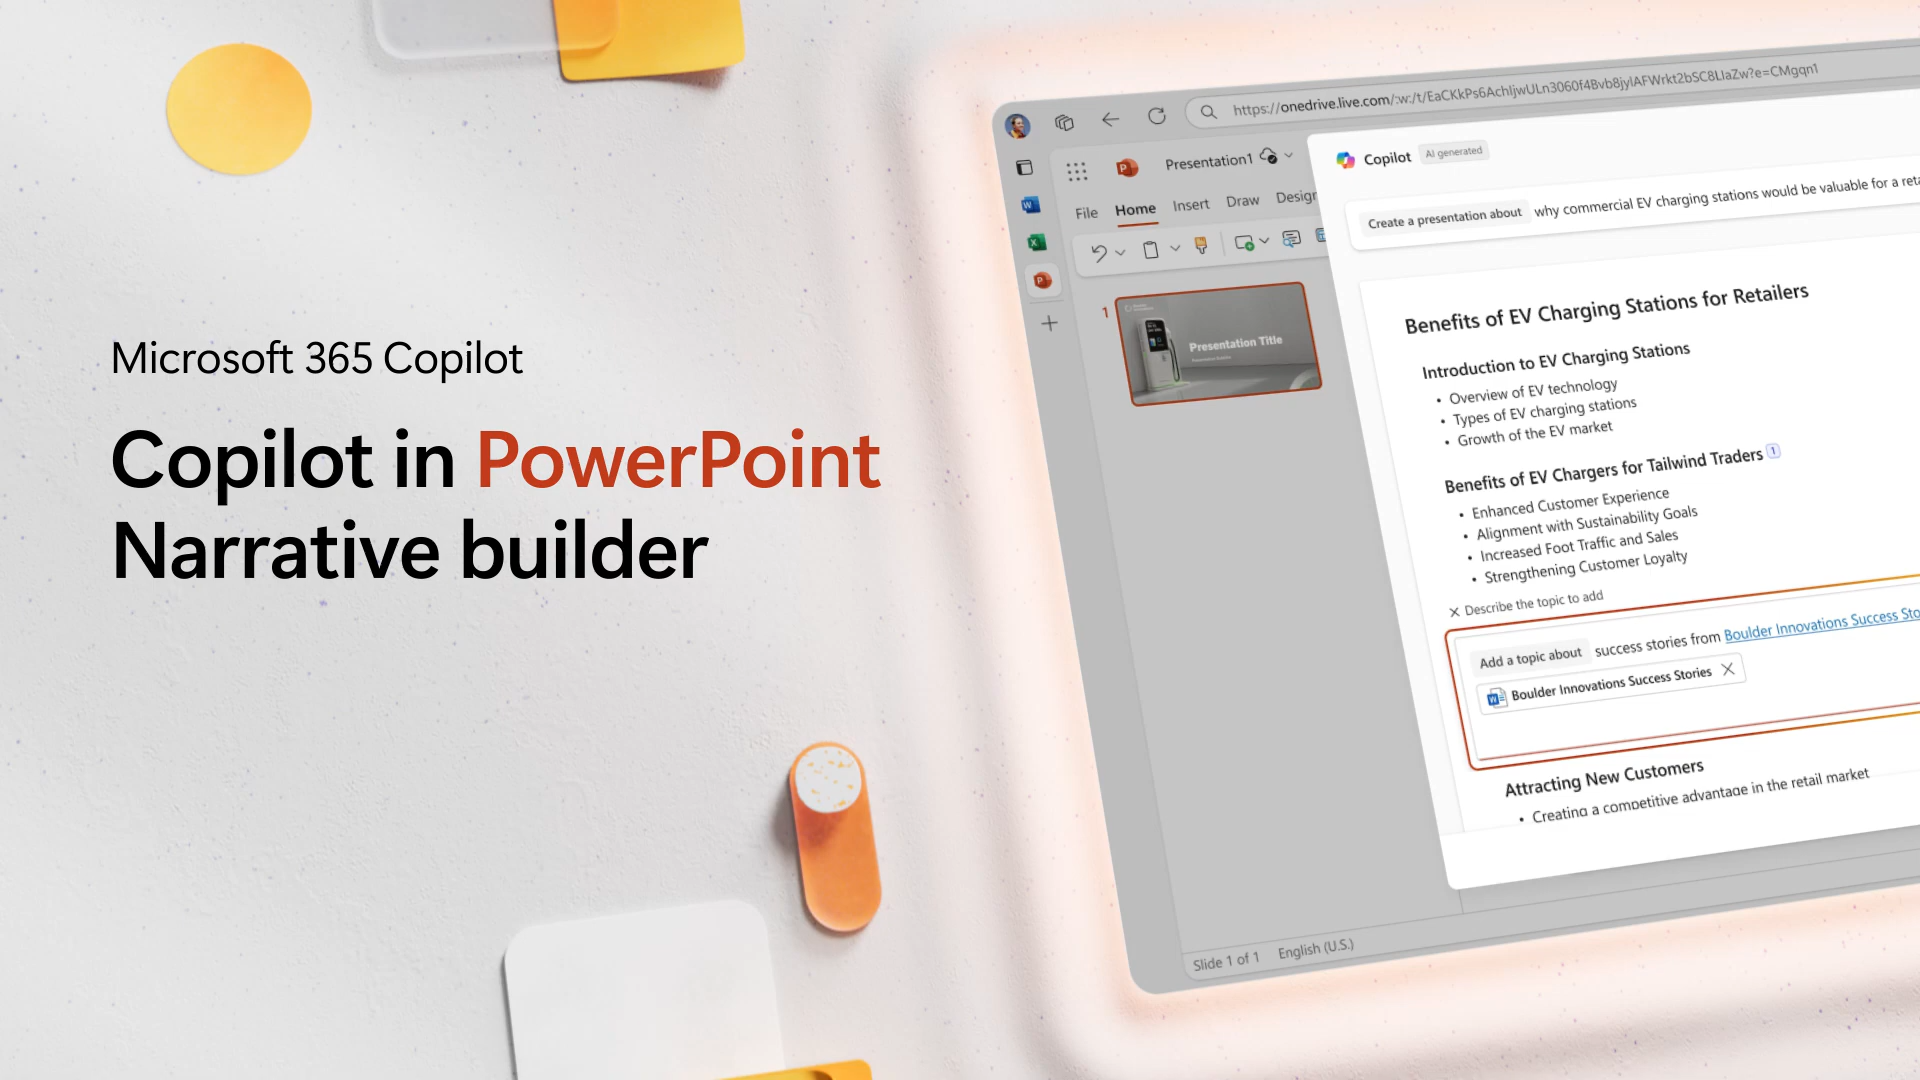 Microsoft 365 Copilot
Copilot in PowerPoint
Narrative builder
https://onedrive.live.com/:w:/t/EaCKkPs6AchIjwULn3060f4Bvb8jylAFWrkt2bSC8LIaZw?e=CMgqn1
Presentation1
File Home Insert Draw Design
1
Presentation Title
Copilot AI generated
Create a presentation about why commercial EV charging stations would be valuable for a
Benefits of EV Charging Stations for Retailers
Introduction to EV Charging Stations
• Overview of EV technology
• Types of EV charging stations
• Growth of the EV market
Benefits of EV Chargers for Tailwind Traders 1
• Enhanced Customer Experience
• Alignment with Sustainability Goals
• Increased Foot Traffic and Sales
• Strengthening Customer Loyalty
Describe the topic to add
Add a topic about success stories from Boulder Innovations Success
Boulder Innovations Success Stories
Attracting New Customers
• Creating a competitive advantage in the retail market
Slide 1 of 1 English (U.S.)